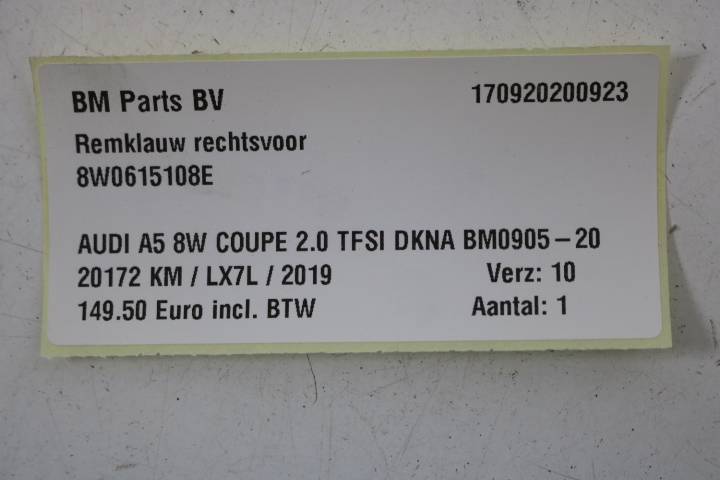 BM Parts BV 170920200923
Remklauw rechtsvoor
8W0615108E
AUDI A5 8W COUPE 2.0 TFSI DKNA BM0905-20
20172 KM / LX7L / 2019 Verz: 10
149.50 Euro incl. BTW Aantal: 1